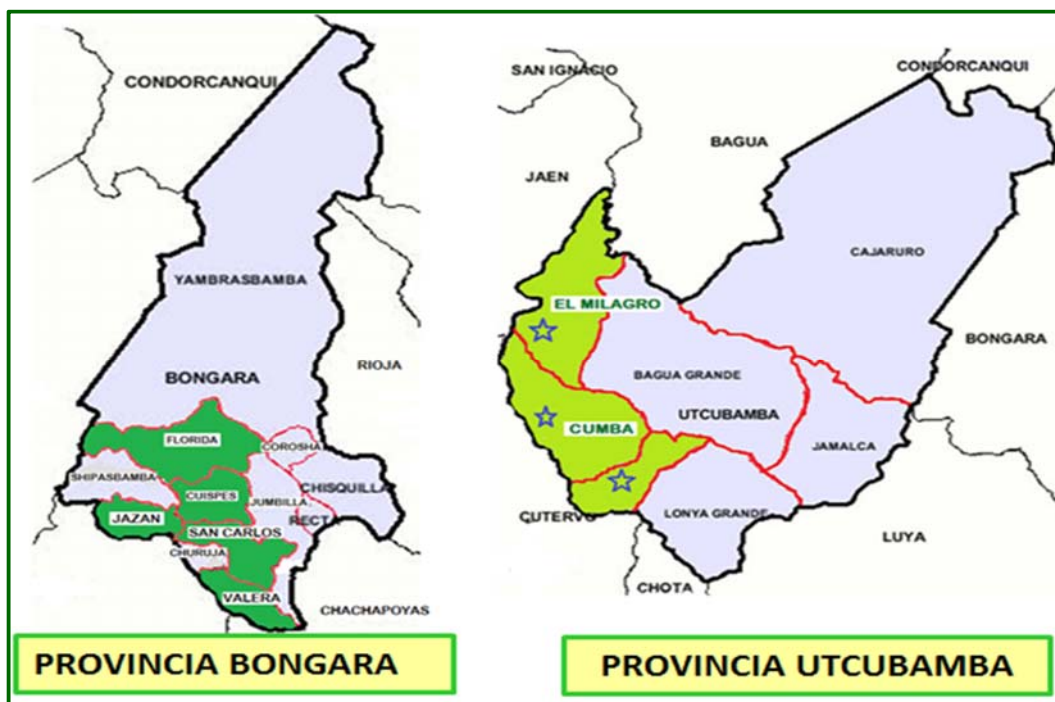 CONDORCANQUI
YAMBRASBAMBA
RIOJA
BONGARA
FLORIDA
COROSHA
SHIPASBAMBA
CHISQUILLA
CUISPES
JUMBILLA
RECTA
JAZAN
SAN CARLOS
CHURUJA
VALERA
CHACHAPOYAS
PROVINCIA BONGARA
SAN IGNACIO
CONDORCANQUI
BAGUA
JAEN
CAJARURO
EL MILAGRO
BONGARA
BAGUA GRANDE
UTCUBAMBA
CUMBA
JAMALCA
CUTERVO
LONYA GRANDE
LUYA
CHOTA
PROVINCIA UTCUBAMBA